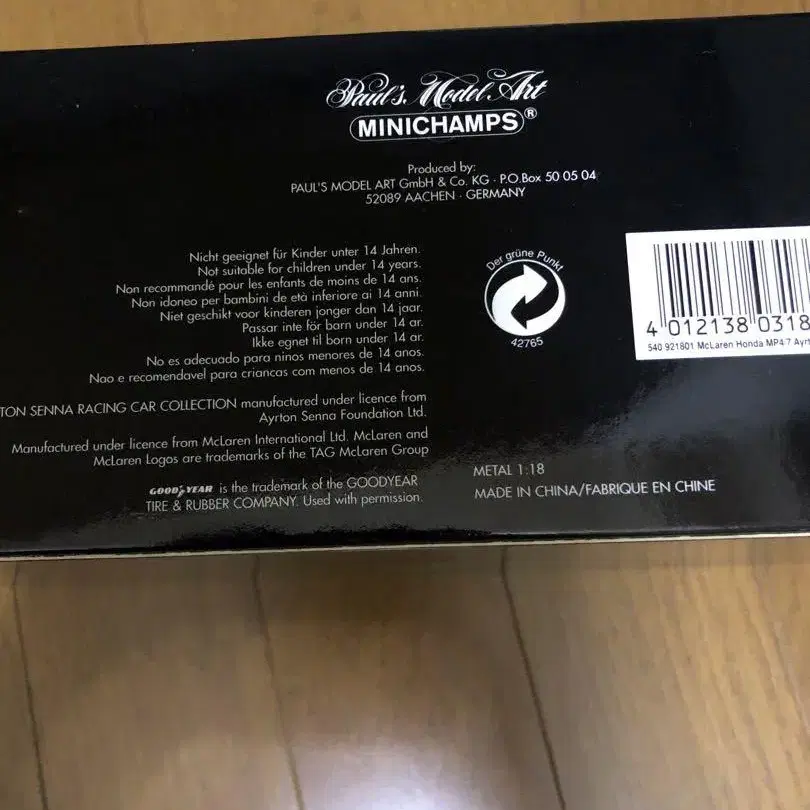 Paul's Model Art
MINICHAMPS®
Produced by:
PAUL'S MODEL ART GmbH & Co. KG · P.O.Box 50 05 04
52089 AACHEN · GERMANY
Nicht geeignet für Kinder unter 14 Jahren.
Not suitable for children under 14 years.
Non recommandé pour les enfants de moins de 14 ans.
Non idoneo per bambini de età inferiore ai 14 anni.
Niet geschikt voor kinderen jonger dan 14 jaar.
Passar inte för barn under 14 ar.
Ikke egnet til born under 14 ar.
No es adecuado para ninos menores de 14 anos.
Nao e recomendavel para criancas com menos de 14 anos.
TON SENNA RACING CAR COLLECTION manufactured under licence from
Ayrton Senna Foundation Ltd.
Manufactured under licence from McLaren International Ltd. McLaren and
McLaren Logos are trademarks of the TAG McLaren Group
GOODYEAR is the trademark of the GOODYEAR
TIRE & RUBBER COMPANY. Used with permission.
Der grüne Punkt
42765
METAL 1:18
MADE IN CHINA/FABRIQUE EN CHINE
4 012138 0318
540 921801 McLaren Honda MP4/7 Ayrt